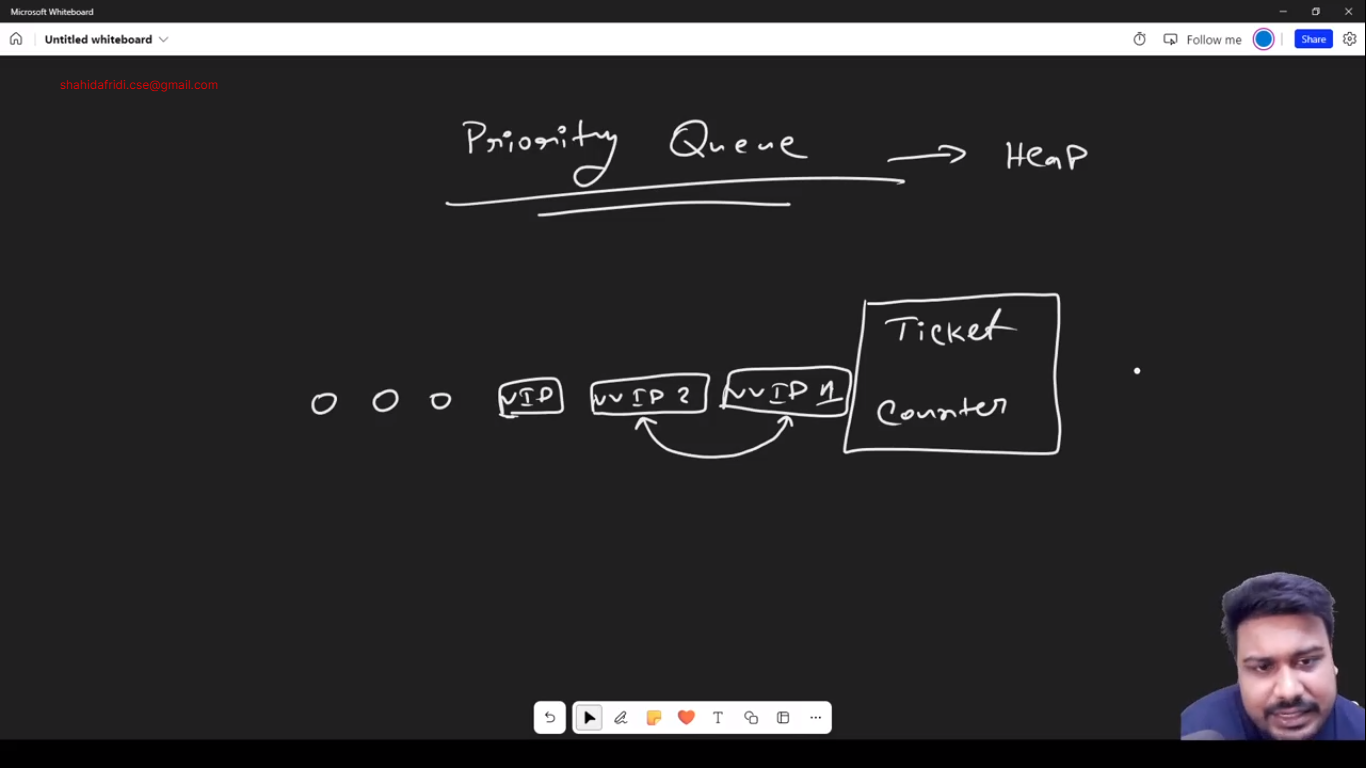 Microsoft Whiteboard
Untitled whiteboard
Follow me
Share
shahidafridi.cse@gmail.com
Priority Queue → HEAP
Ticket
VIP VVIP 2 VVIP 1
Counter
T